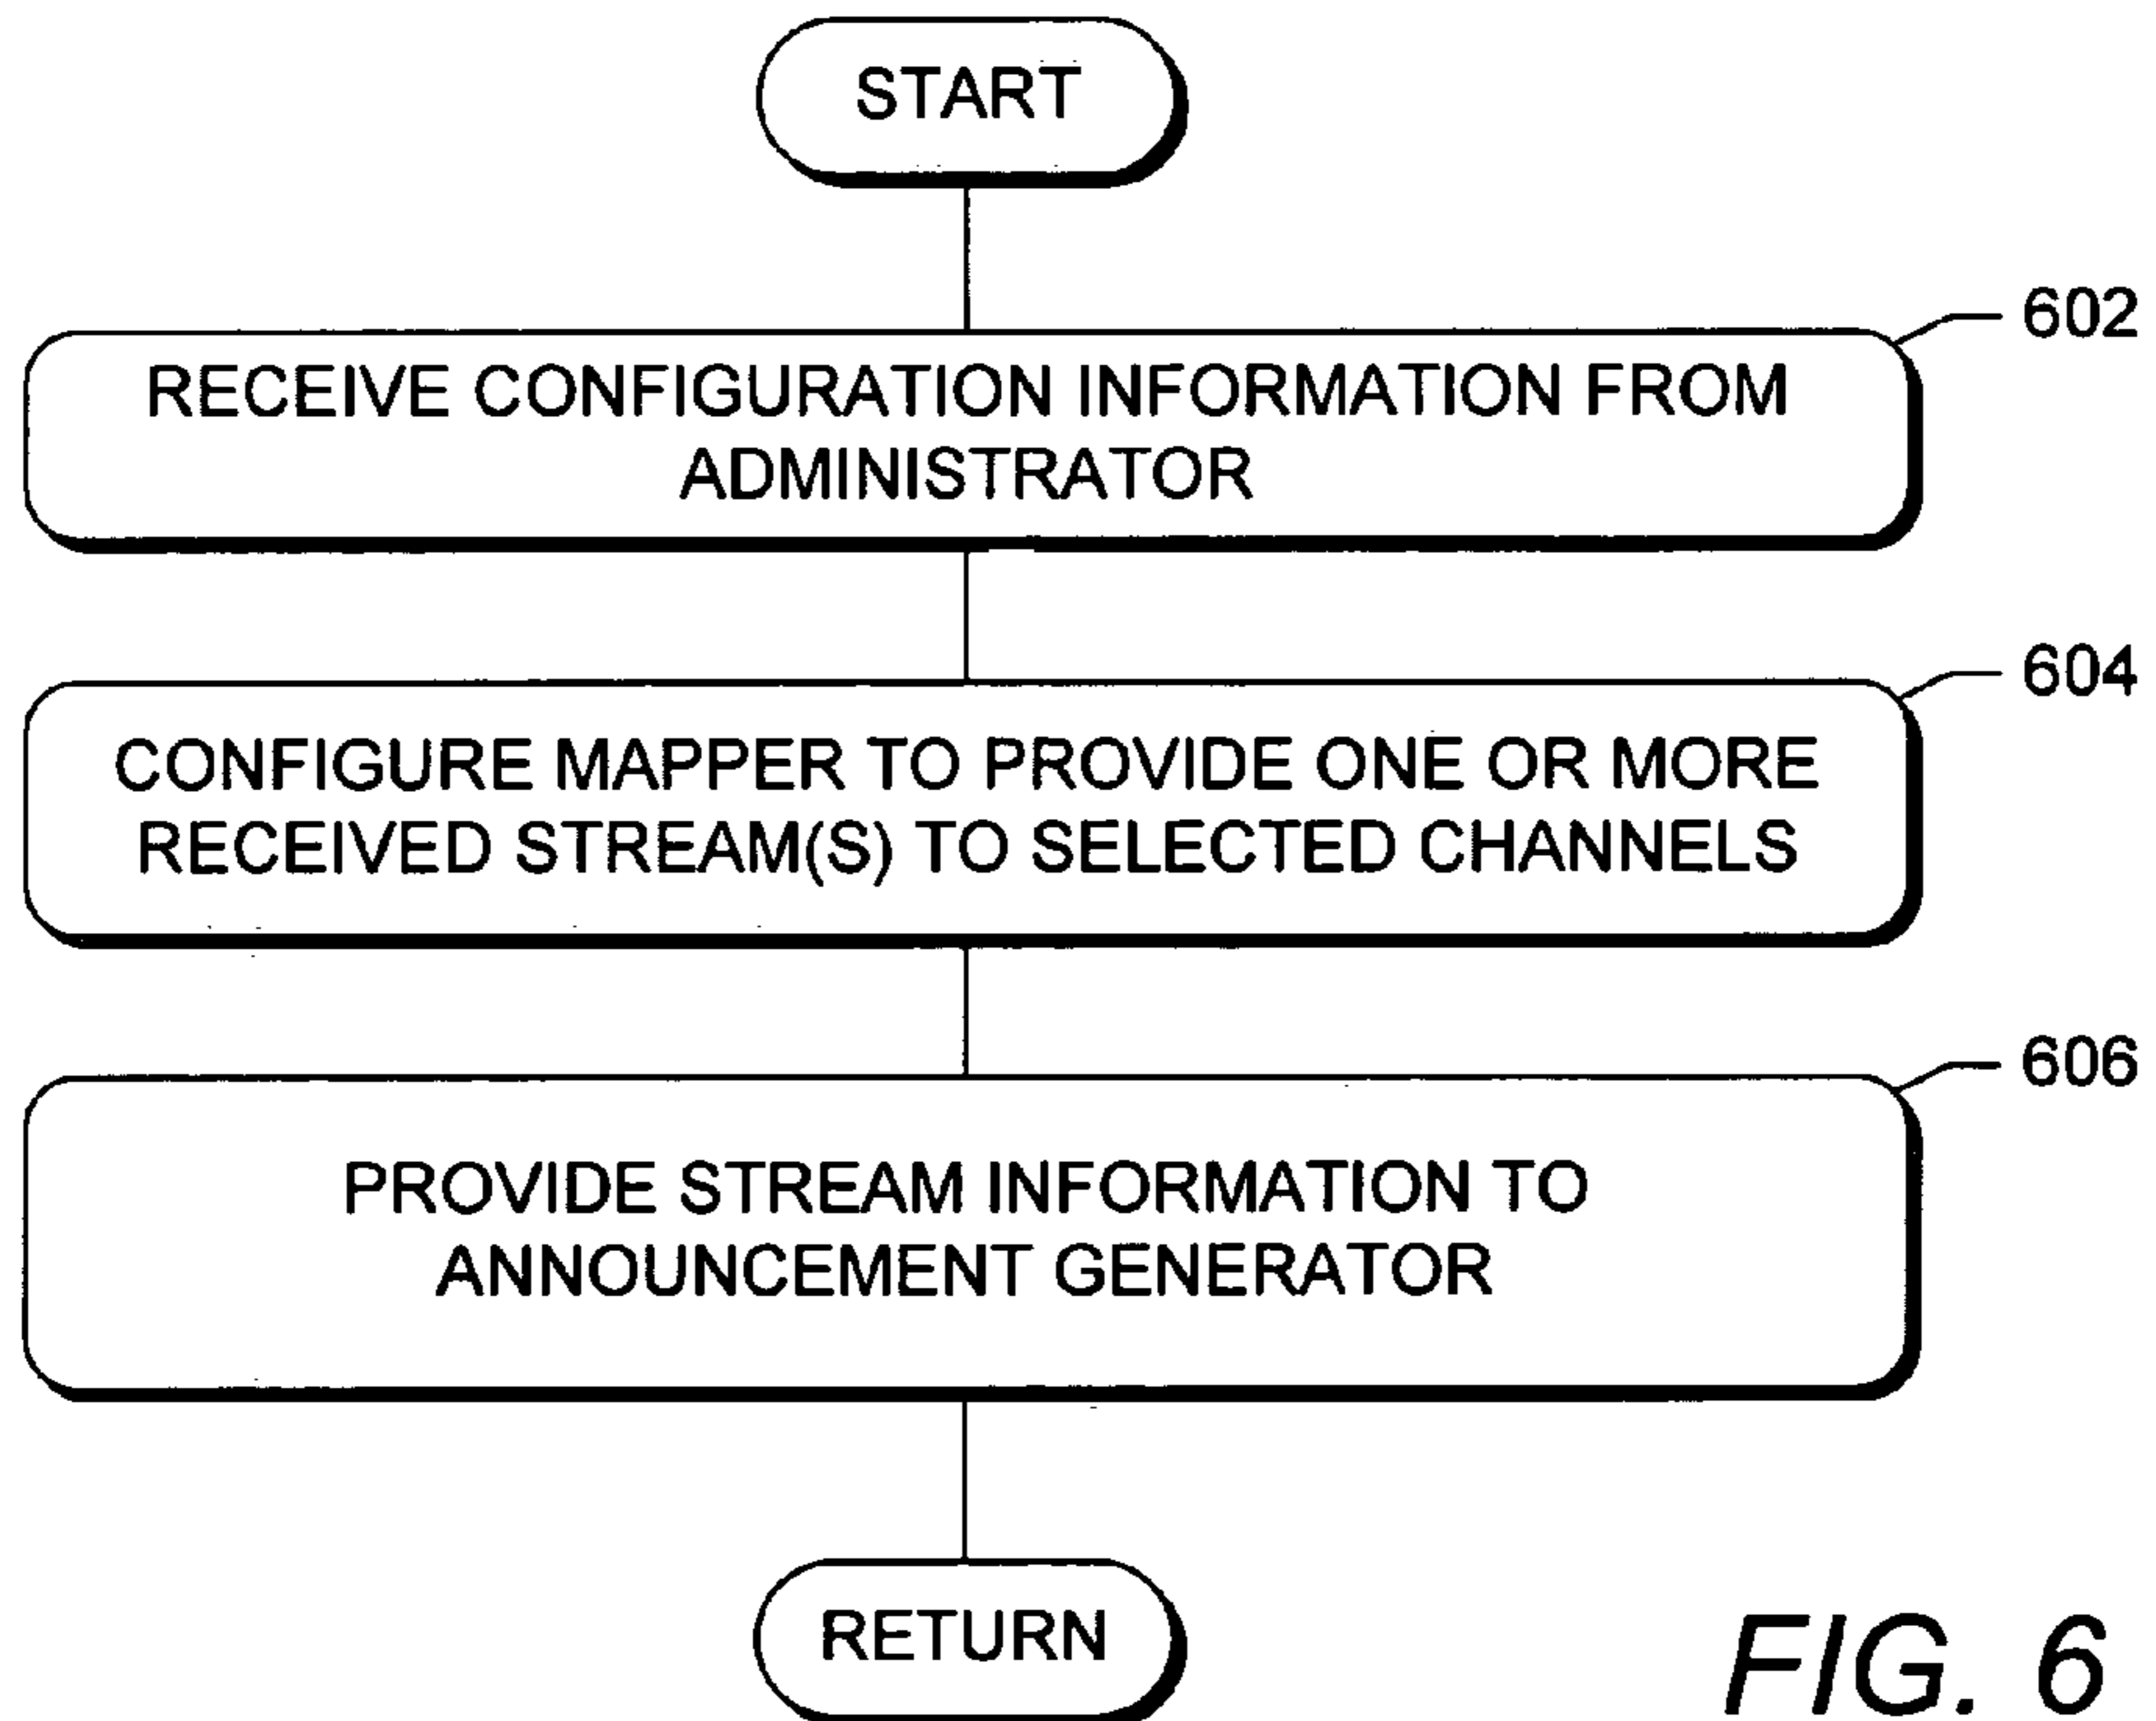 START
602
RECEIVE CONFIGURATION INFORMATION FROM
ADMINISTRATOR
604
CONFIGURE MAPPER TO PROVIDE ONE OR MORE
RECEIVED STREAM(S) TO SELECTED CHANNELS
606
PROVIDE STREAM INFORMATION TO
ANNOUNCEMENT GENERATOR
RETURN
FIG. 6